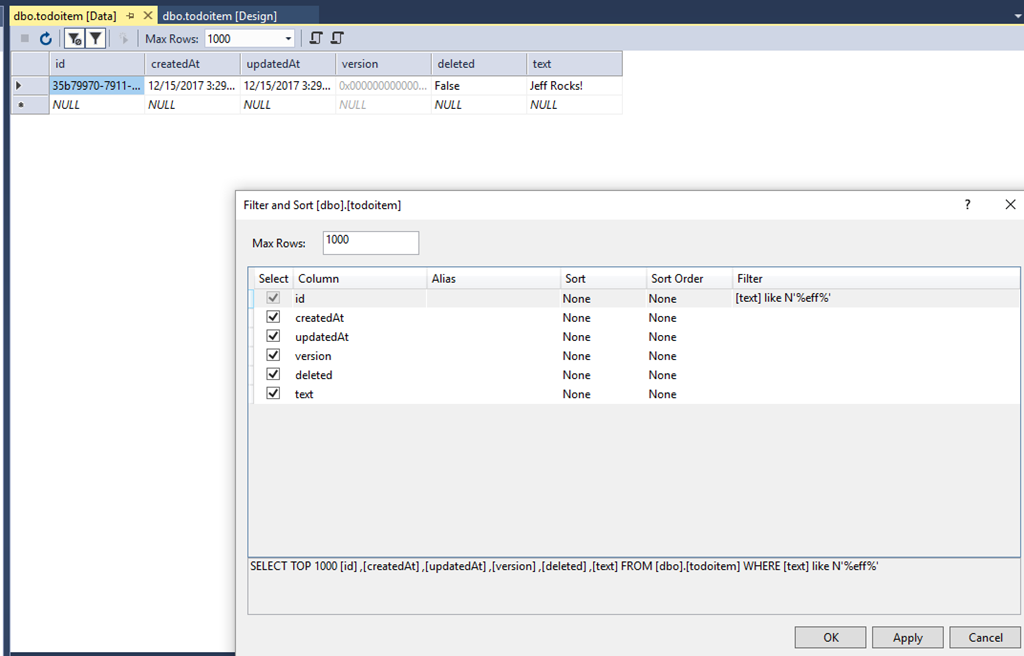 dbo.todoitem [Data] dbo.todoitem [Design]
Max Rows: 1000
id createdAt updatedAt version deleted text
35b79970-7911-... 12/15/2017 3:29... 12/15/2017 3:29... 0x000000000000... False Jeff Rocks!
NULL NULL NULL NULL NULL NULL
Filter and Sort [dbo].[todoitem] ?
Max Rows: 1000
Select Column Alias Sort Sort Order Filter
id None None [text] like N'%eff%'
createdAt None None
updatedAt None None
version None None
deleted None None
text None None
SELECT TOP 1000 [id] ,[createdAt] ,[updatedAt] ,[version] ,[deleted] ,[text] FROM [dbo].[todoitem] WHERE [text] like N'%eff%'
OK Apply Cancel